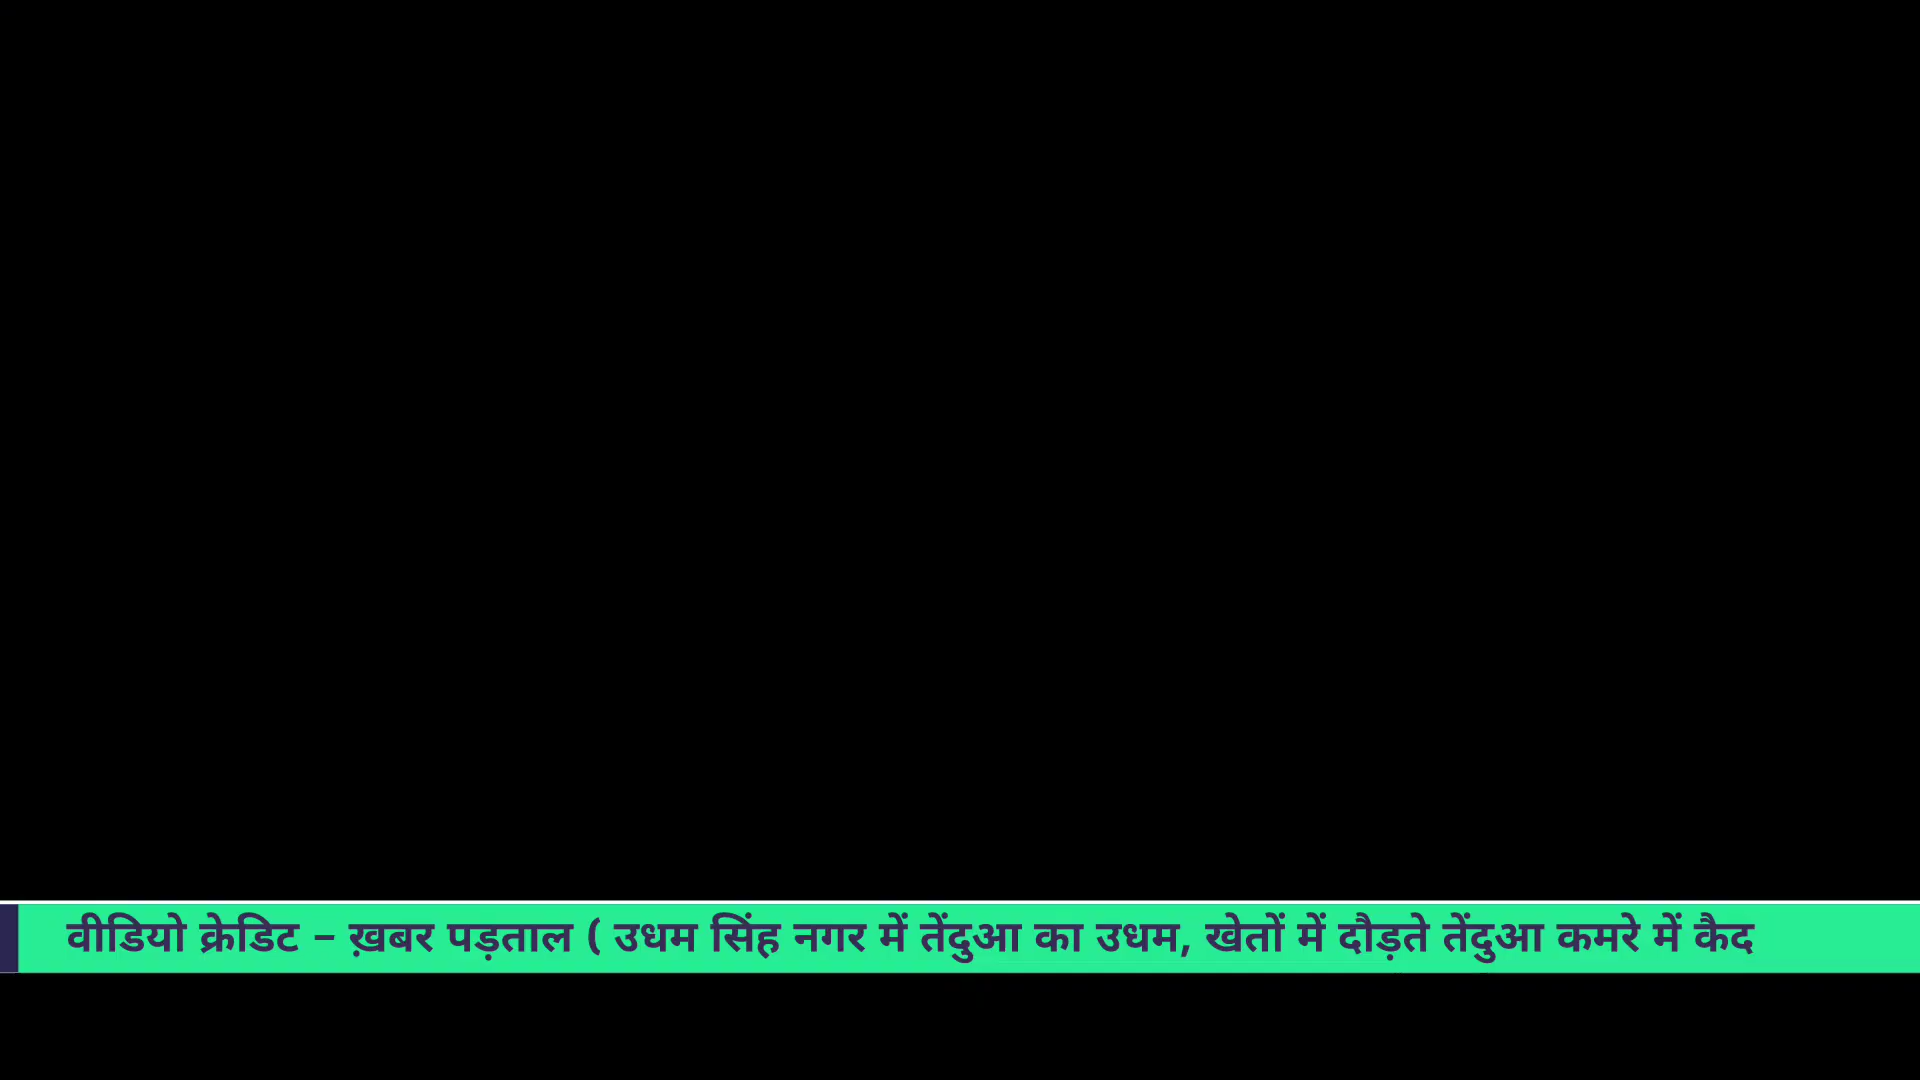 वीडियो क्रेडिट – ख़बर पड़ताल ( उधम सिंह नगर में तेंदुआ का उधम, खेतों में दौड़ते तेंदुआ कमरे में कैद